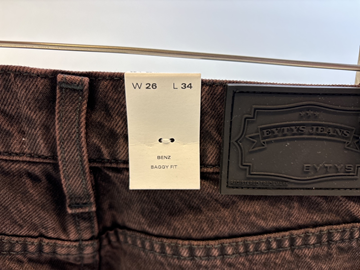 W 26 L 34
BENZ
BAGGY FIT
EYTYS JEANS
EYTYS